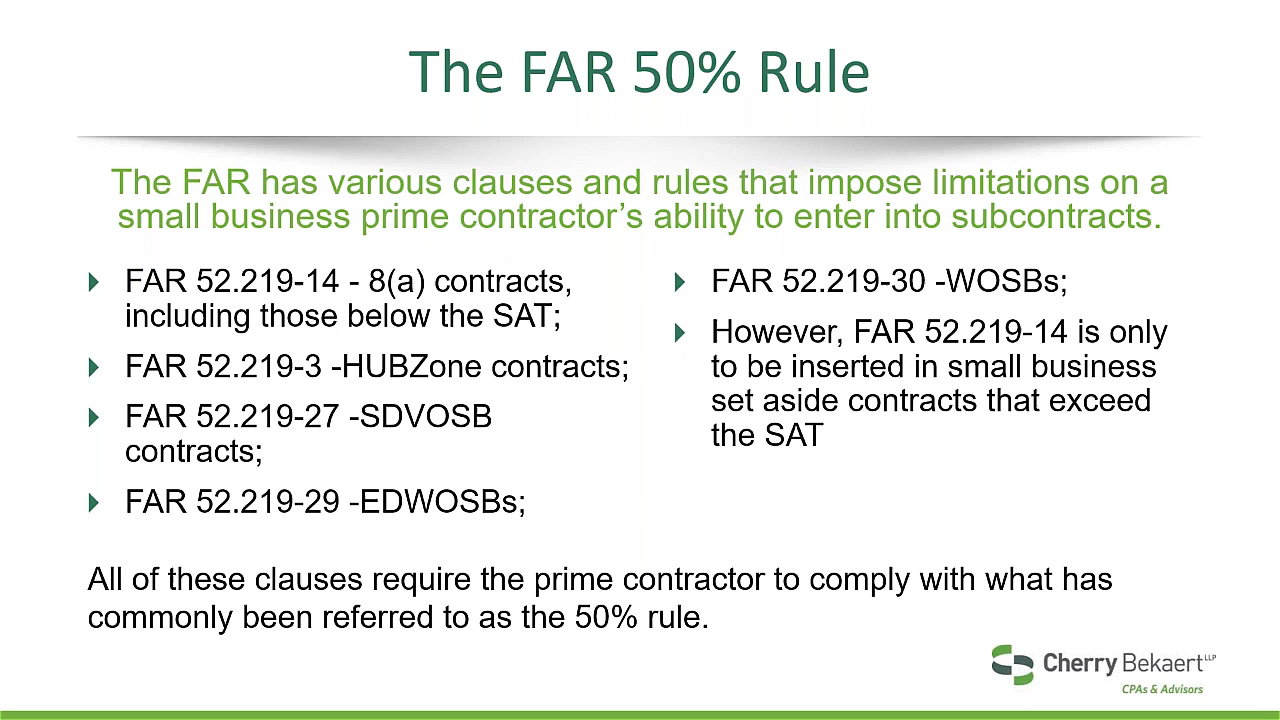 The FAR 50% Rule
The FAR has various clauses and rules that impose limitations on a
small business prime contractor’s ability to enter into subcontracts.
FAR 52.219-14 - 8(a) contracts,
including those below the SAT;
FAR 52.219-3 -HUBZone contracts;
FAR 52.219-27 -SDVOSB
contracts;
FAR 52.219-29 -EDWOSBs;
FAR 52.219-30 -WOSBs;
However, FAR 52.219-14 is only
to be inserted in small business
set aside contracts that exceed
the SAT
All of these clauses require the prime contractor to comply with what has
commonly been referred to as the 50% rule.
Cherry Bekaert LLP
CPAs & Advisors